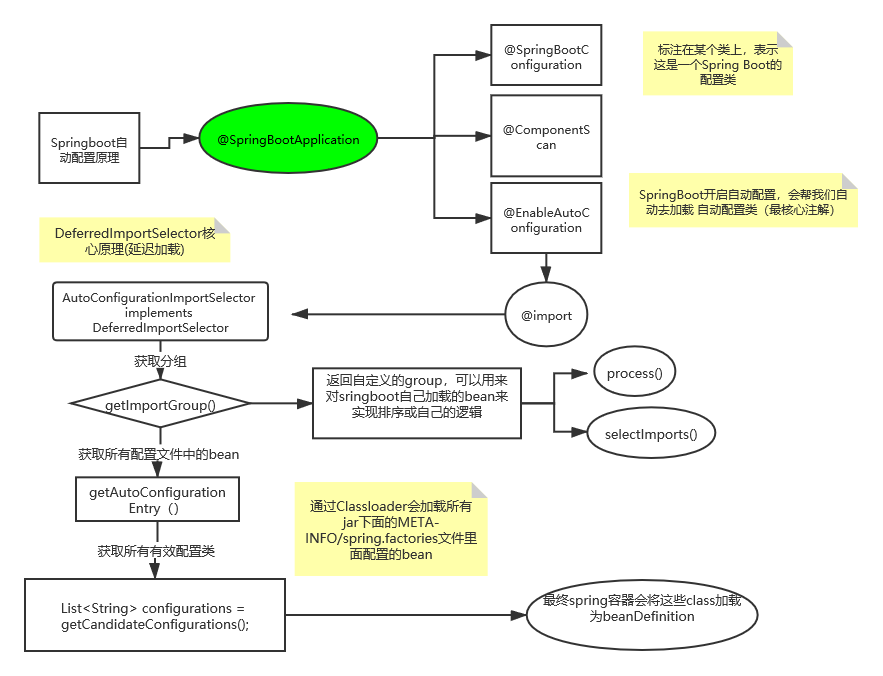 @SpringBootC
onfiguration
标注在某个类上，表示
这是一个Spring Boot的
配置类
Springboot自
动配置原理
@SpringBootApplication
@ComponentS
can
@EnableAutoC
onfiguration
SpringBoot开启自动配置，会帮我们自
动去加载 自动配置类（最核心注解）
DeferredImportSelector核
心原理(延迟加载)
AutoConfigurationImportSelector
implements
DeferredImportSelector
@import
获取分组
getImportGroup()
返回自定义的group，可以用来
对sringboot自己加载的bean来
实现排序或自己的逻辑
process()
selectImports()
获取所有配置文件中的bean
getAutoConfiguration
Entry（）
通过Classloader会加载所有
jar下面的META-
INFO/spring.factories文件里
面配置的bean
获取所有有效配置类
List<String> configurations =
getCandidateConfigurations();
最终spring容器会将这些class加载
为beanDefinition